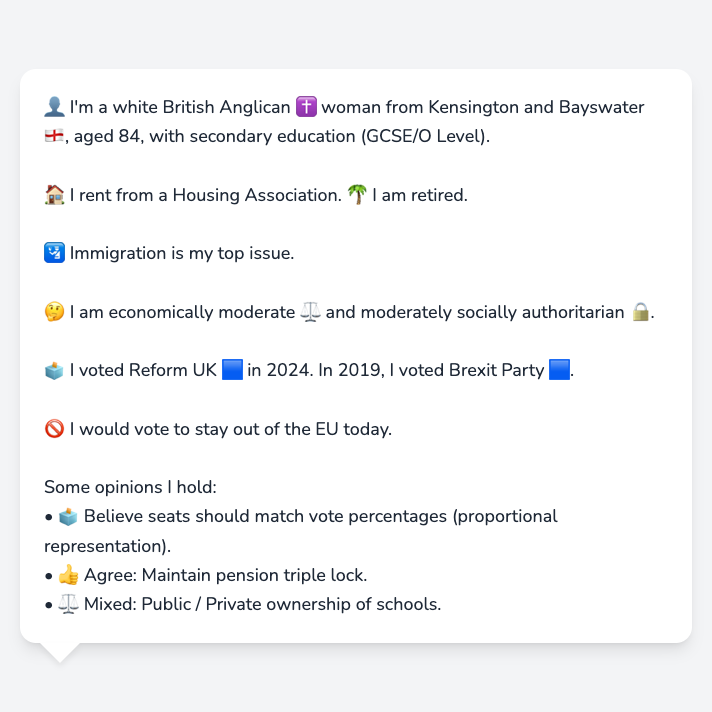 👤 I'm a white British Anglican ✝️ woman from Kensington and Bayswater
🏴󠁧󠁢󠁥󠁮󠁧󠁿, aged 84, with secondary education (GCSE/O Level).
🏠 I rent from a Housing Association. 🌴 I am retired.
🛂 Immigration is my top issue.
🤔 I am economically moderate ⚖️ and moderately socially authoritarian 🔒.
🗳️ I voted Reform UK 🟦 in 2024. In 2019, I voted Brexit Party 🟦.
🚫 I would vote to stay out of the EU today.
Some opinions I hold:
• 🗳️ Believe seats should match vote percentages (proportional
representation).
• 👍 Agree: Maintain pension triple lock.
• ⚖️ Mixed: Public / Private ownership of schools.